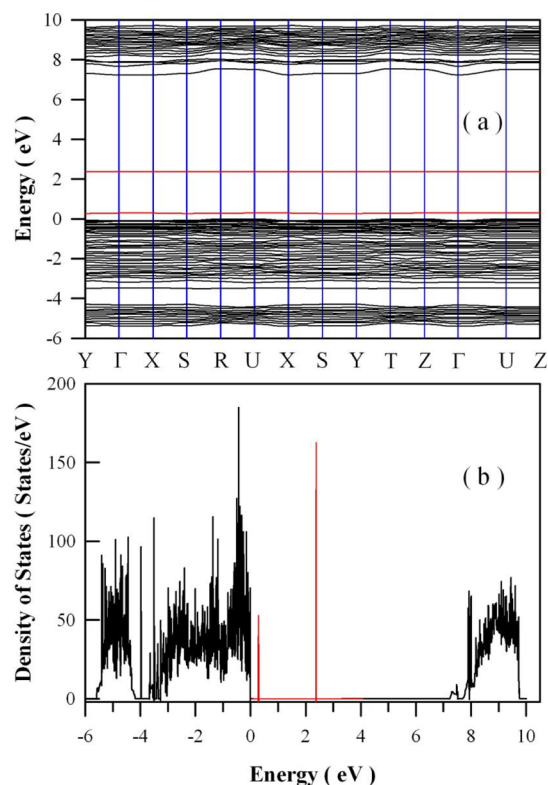 10
8
( a )
6
4
2
0
-2
-4
-6
Energy ( eV )
Y Γ X S R U X S Y T Z Γ U Z
200
( b )
150
100
50
0
Density of States ( States/eV )
-6 -4 -2 0 2 4 6 8 10
Energy ( eV )